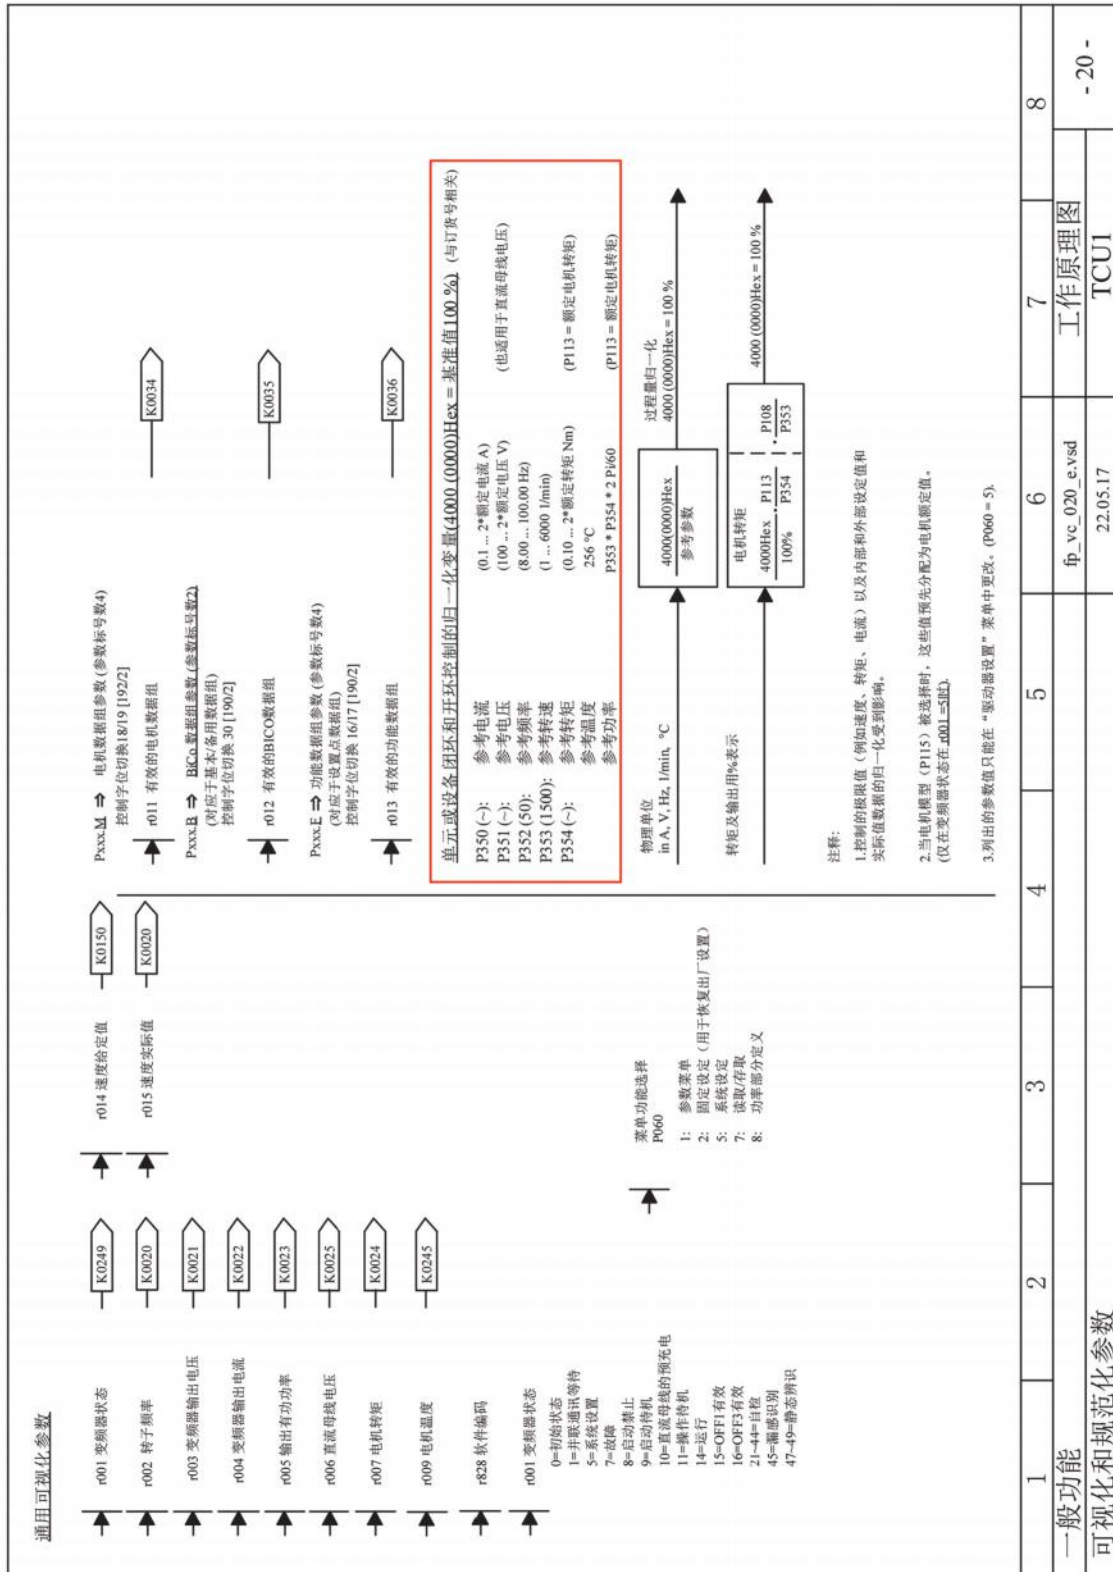 通用可视化参数
r001 变频器状态
K0249
r002 转子频率
K0020
r003 变频器输出电压
K0021
r004 变频器输出电流
K0022
r005 输出有功功率
K0023
r006 直流母线电压
K0025
r007 电机转矩
K0024
r009 电机温度
K0245
r828 软件编码
r001 变频器状态
0=初始状态
1=并联通讯等待
5=系统设置
7=故障
8=启动禁止
9=启动待机
10=直流母线的预充电
11=操作待机
14=运行
15=OFF1有效
16=OFF3有效
21~44=自检
45=漏感识别
47~49=静态辨识
r014 速度给定值
K0150
r015 速度实际值
K0020
菜单功能选择
P060
1: 参数菜单
2: 固定设定（用于恢复出厂设置）
5: 系统设定
7: 读取/存取
8: 功率部分定义
Pxxx.M ⇒ 电机数据组参数 (参数标号数4)
控制字位切换18/19 [192/2]
r011 有效的电机数据组
K0034
Pxxx.B ⇒ BiCo 数据组参数 (参数标号数2)
(对应于基本/备用数据组)
控制字位切换 30 [190/2]
r012 有效的BICO数据组
K0035
Pxxx.F ⇒ 功能数据组参数 (参数标号数4)
(对应于设置点数据组)
控制字位切换 16/17 [190/2]
r013 有效的功能数据组
K0036
单元或设备 闭环和开环控制的归一化变量(4000 (0000)Hex = 基准值100 %) (与订货号相关)
P350 (~): 参考电流 (0.1 ... 2*额定电流 A)
P351 (~): 参考电压 (100 ... 2*额定电压 V) (也适用于直流母线电压)
P352 (50): 参考频率 (8.00 ... 100.00 Hz)
P353 (1500): 参考转速 (1 ... 6000 1/min)
P354 (~): 参考转矩 (0.10 ... 2*额定转矩 Nm) (P113 = 额定电机转矩)
参考温度 256 °C
参考功率 P353 * P354 * 2 Pi/60 (P113 = 额定电机转矩)
物理单位
in A, V, Hz, 1/min, °C
4000(0000)Hex
参考参数
过程量归一化
4000 (0000)Hex = 100 %
转矩及输出用%表示
电机转矩
4000Hex . P113 . P108
100% P354 P353
4000 (0000)Hex = 100 %
注释:
1.控制的极限值（例如速度、转矩、电流）以及内部和外部设定值和
实际值数据的归一化受到影响。
2.当电机模型（P115）被选择时，这些值预先分配为电机额定值。
(仅在变频器状态在 r001 =5时).
3.列出的参数值只能在“驱动器设置”菜单中更改。(P060 = 5).
1 2 3 4 5 6 7 8
一般功能
fp_vc_020_e.vsd
工作原理图
- 20 -
可视化和规范化参数
22.05.17
TCU1